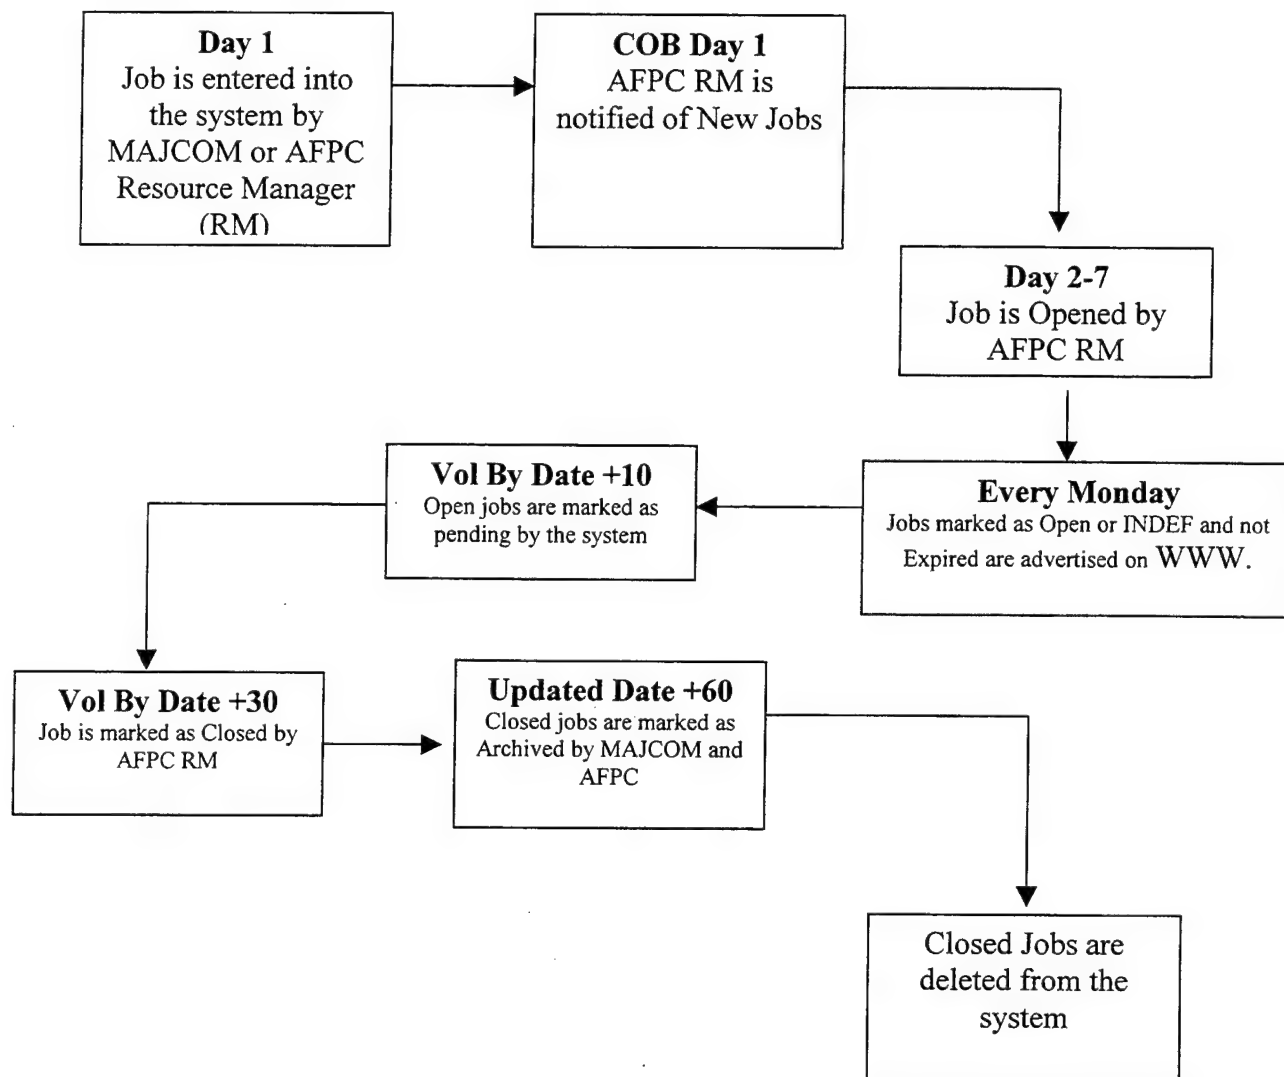 Day 1
Job is entered into
the system by
MAJCOM or AFPC
Resource Manager
(RM)
COB Day 1
AFPC RM is
notified of New Jobs
Day 2-7
Job is Opened by
AFPC RM
Every Monday
Jobs marked as Open or INDEF and not
Expired are advertised on WWW.
Vol By Date +10
Open jobs are marked as
pending by the system
Vol By Date +30
Job is marked as Closed by
AFPC RM
Updated Date +60
Closed jobs are marked as
Archived by MAJCOM and
AFPC
Closed Jobs are
deleted from the
system